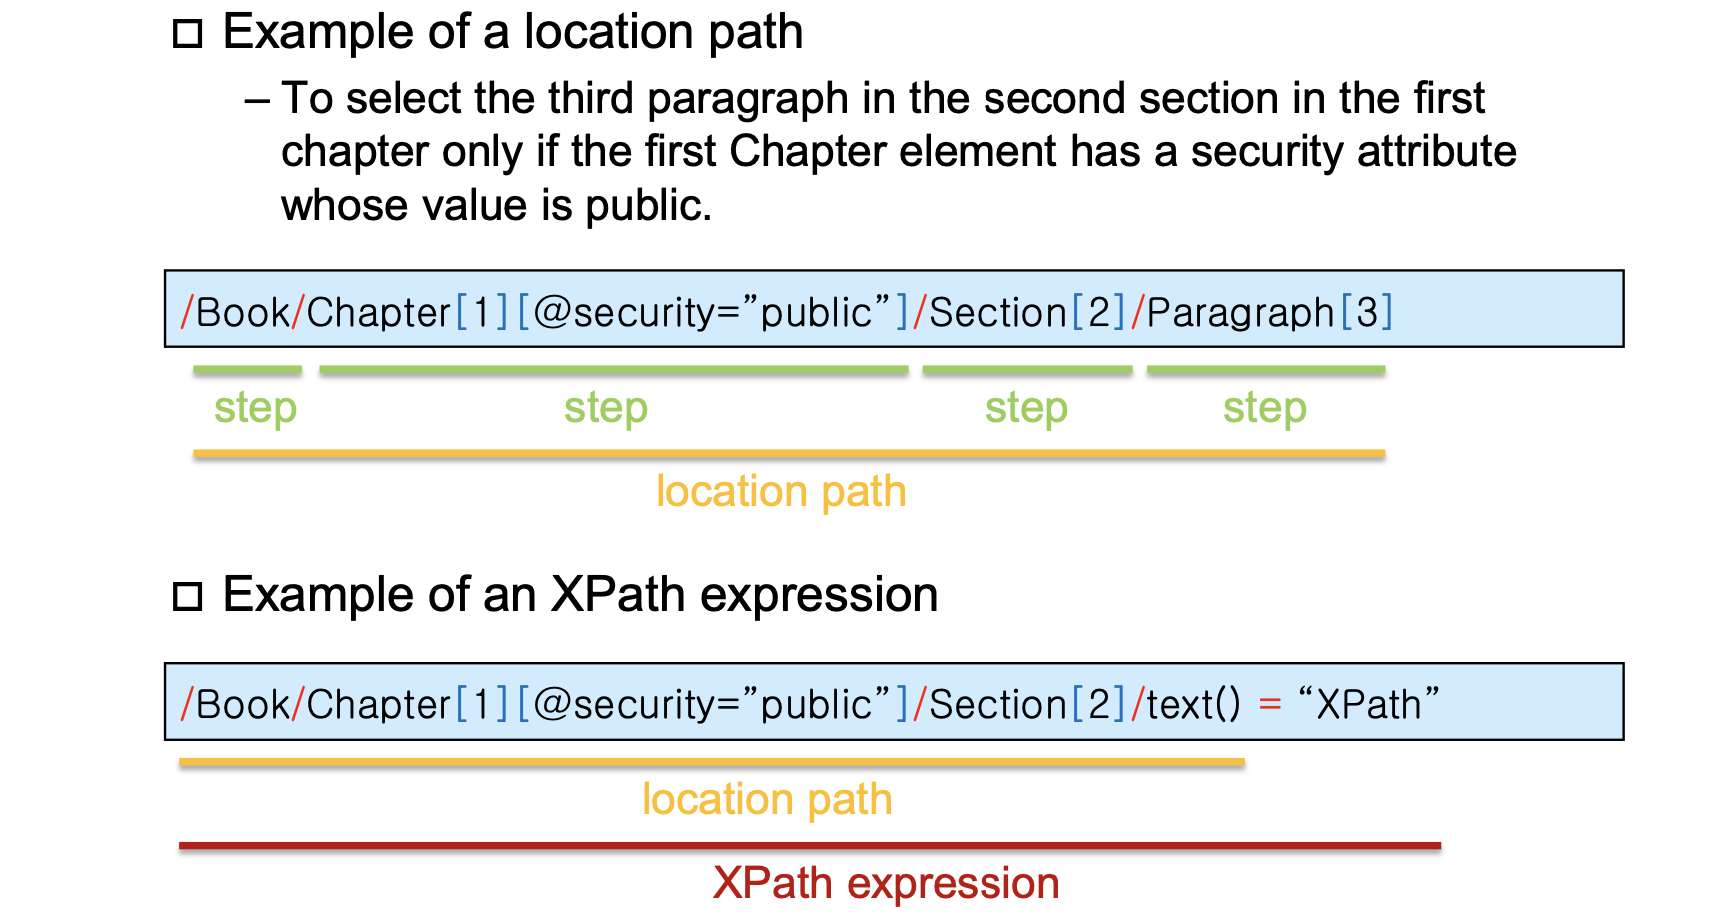 Example of a location path
– To select the third paragraph in the second section in the first
chapter only if the first Chapter element has a security attribute
whose value is public.
/Book/Chapter[1][@security=”public”]/Section[2]/Paragraph[3]
step step step step
location path
Example of an XPath expression
/Book/Chapter[1][@security=”public”]/Section[2]/text() = “XPath”
location path
XPath expression